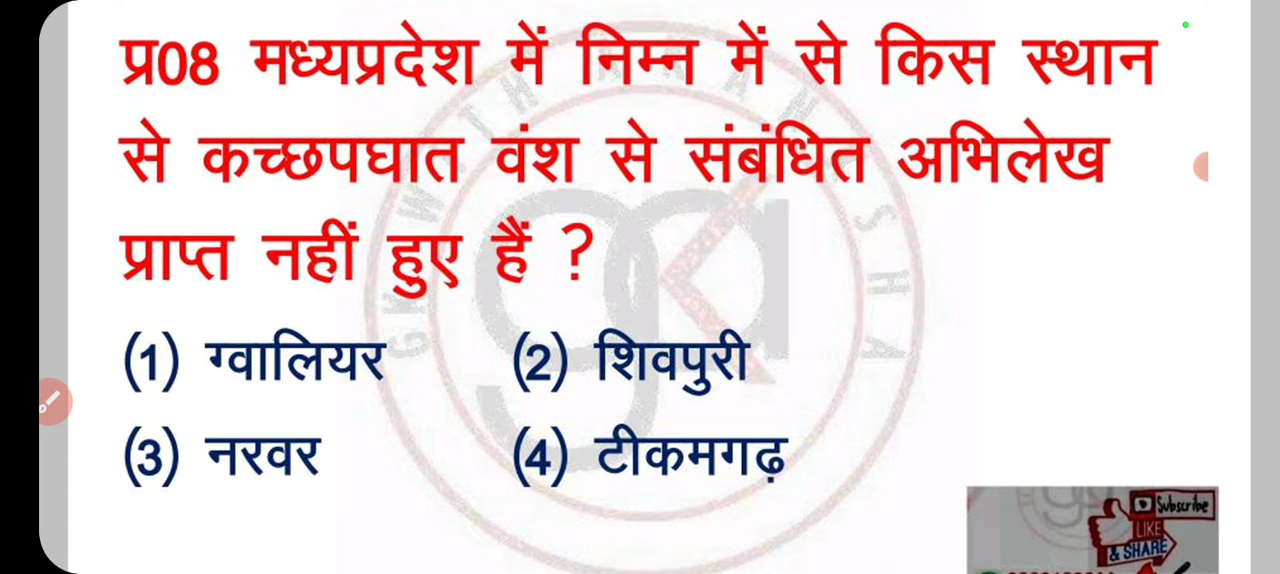 प्र08 मध्यप्रदेश में निम्न में से किस स्थान
से कच्छपघात वंश से संबंधित अभिलेख
प्राप्त नहीं हुए हैं ?
(1) ग्वालियर (2) शिवपुरी
(3) नरवर (4) टीकमगढ़
Subscribe
LIKE
& SHARE